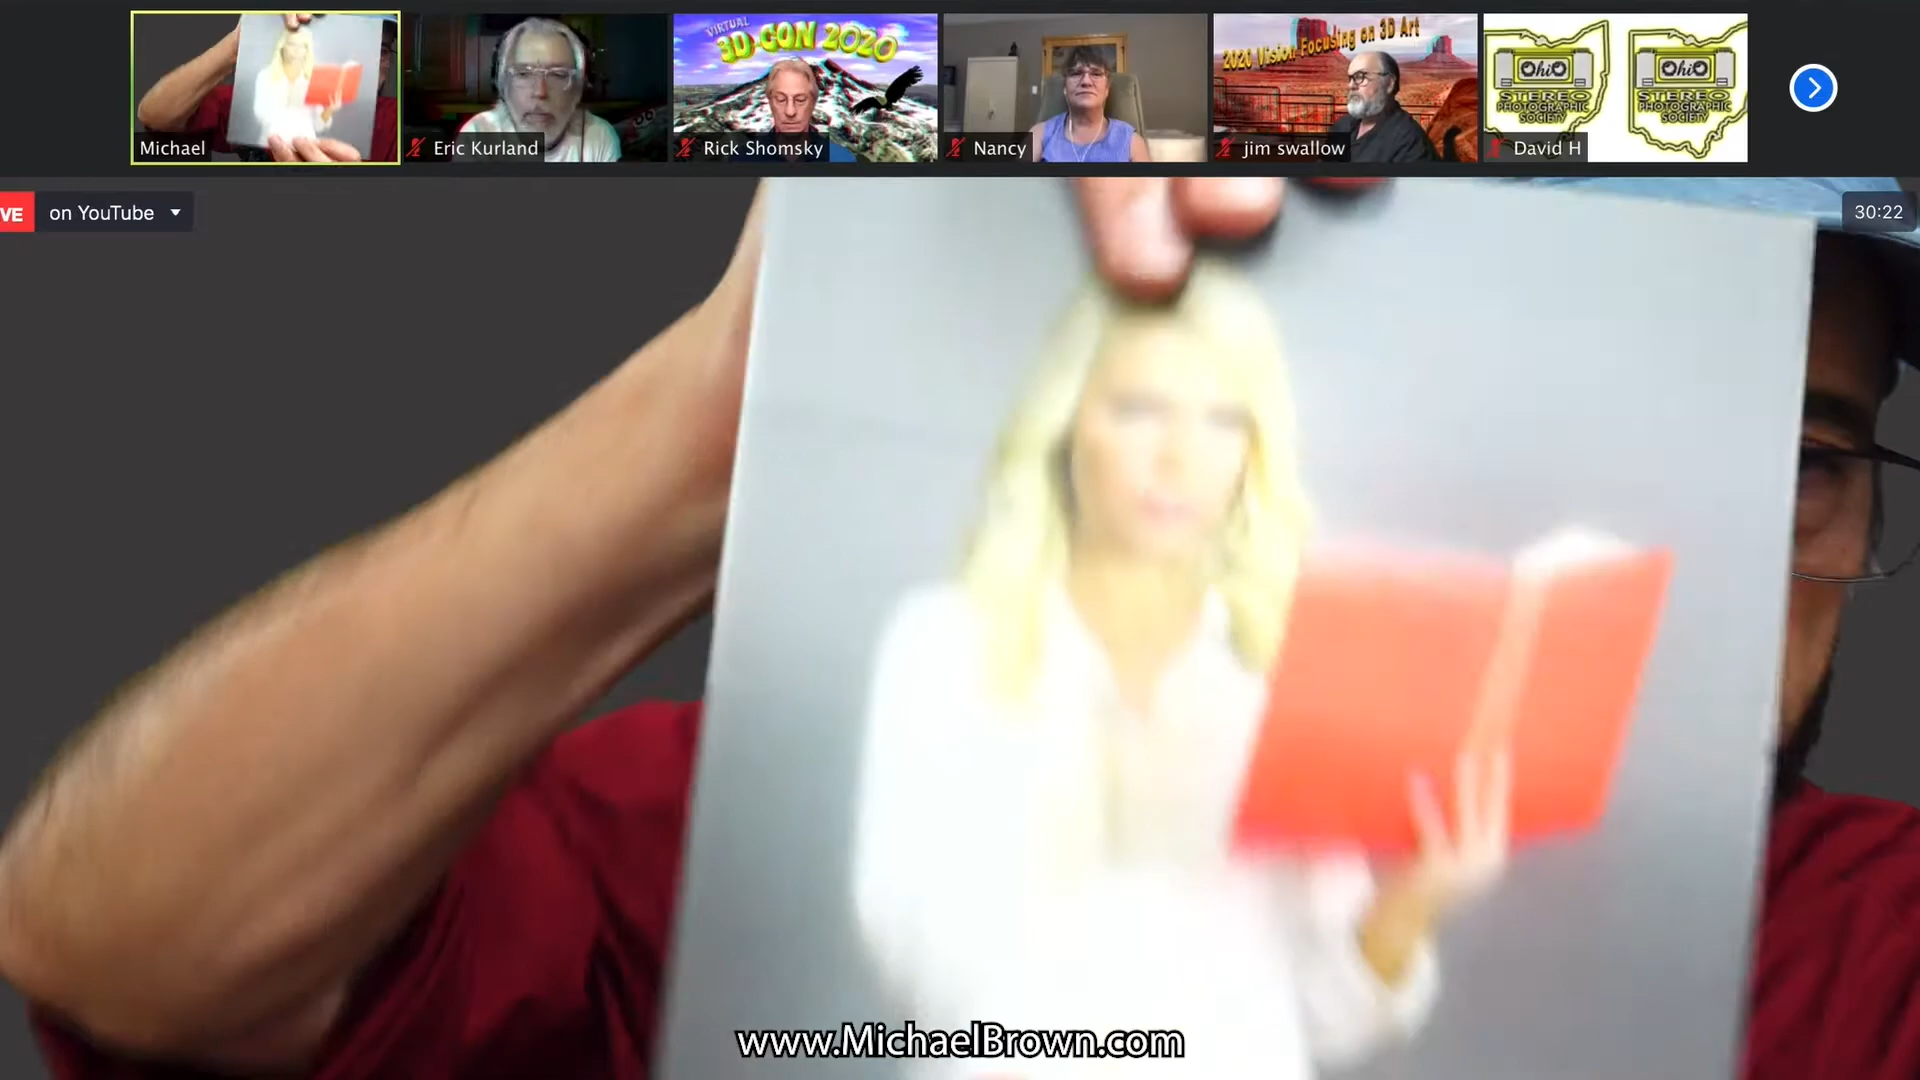 VIRTUAL
3D-CON 2020
2020 Vision-Focusing on 3D Art
OhiO
STEREO
PHOTOGRAPHIC
SOCIETY
OhiO
STEREO
PHOTOGRAPHIC
SOCIETY
Michael
Eric Kurland
Rick Shomsky
Nancy
jim swallow
David H
VE
on YouTube
30:22
www.MichaelBrown.com